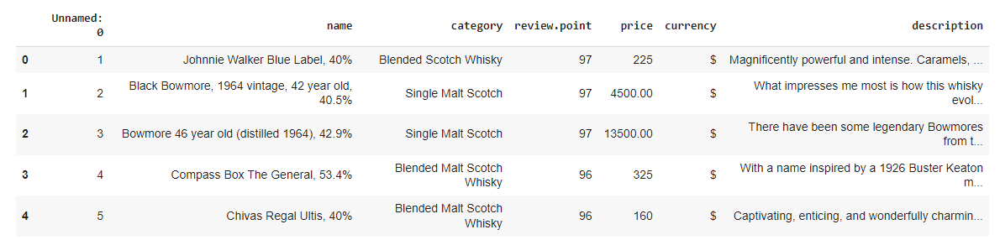 Unnamed: 0 name category review.point price currency description
0 1 Johnnie Walker Blue Label, 40% Blended Scotch Whisky 97 225 $ Magnificently powerful and intense. Caramels, ...
1 2 Black Bowmore, 1964 vintage, 42 year old, 40.5% Single Malt Scotch 97 4500.00 $ What impresses me most is how this whisky evol...
2 3 Bowmore 46 year old (distilled 1964), 42.9% Single Malt Scotch 97 13500.00 $ There have been some legendary Bowmores from t...
3 4 Compass Box The General, 53.4% Blended Malt Scotch Whisky 96 325 $ With a name inspired by a 1926 Buster Keaton m...
4 5 Chivas Regal Ultis, 40% Blended Malt Scotch Whisky 96 160 $ Captivating, enticing, and wonderfully charmin...